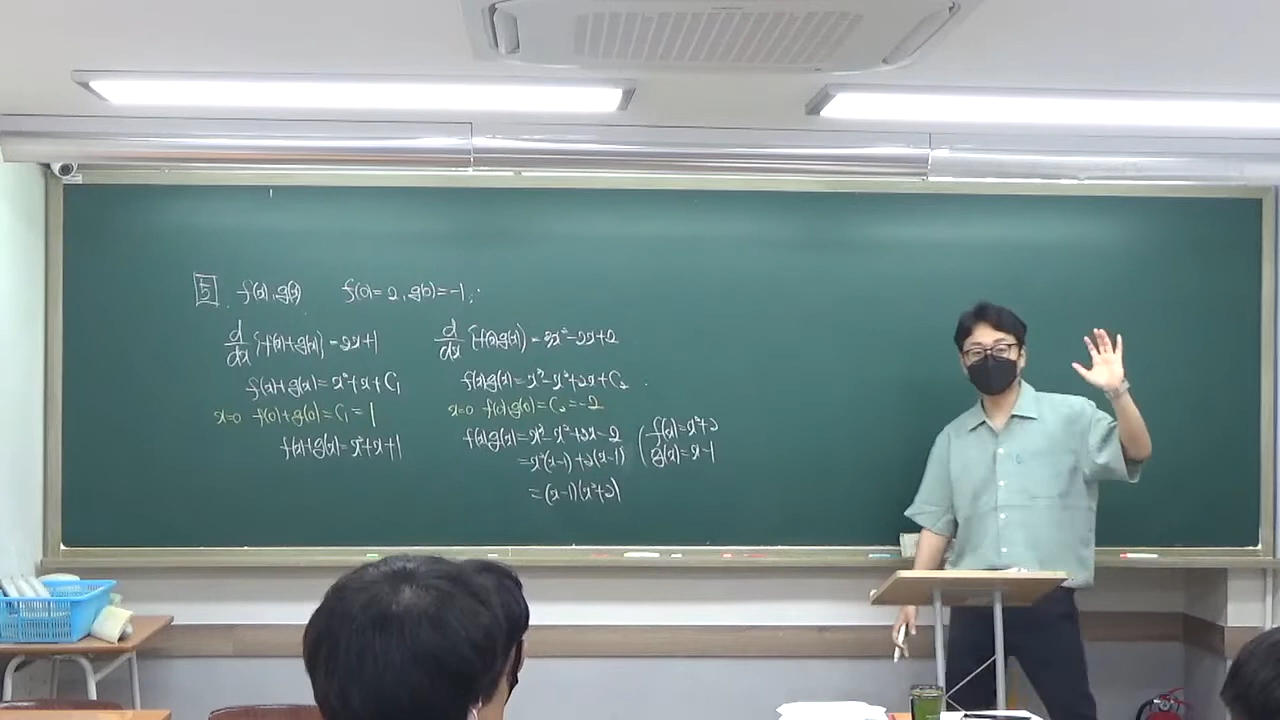 5 f(x), g(x) f(0)=2, g(0)=-1,
d/dx {f(x)+g(x)} = 2x+1
f(x)+g(x)=x²+x+C₁
x=0 f(0)+g(0)=C₁=1
f(x)+g(x)=x²+x+1
d/dx {f(x)g(x)} = 3x²-2x+2
f(x)g(x)=x³-x²+2x+C₂
x=0 f(0)g(0)=C₂=-2
f(x)g(x)=x³-x²+2x-2
=x²(x-1)+2(x-1)
=(x-1)(x²+2)
f(x)=x²+2
g(x)=x-1